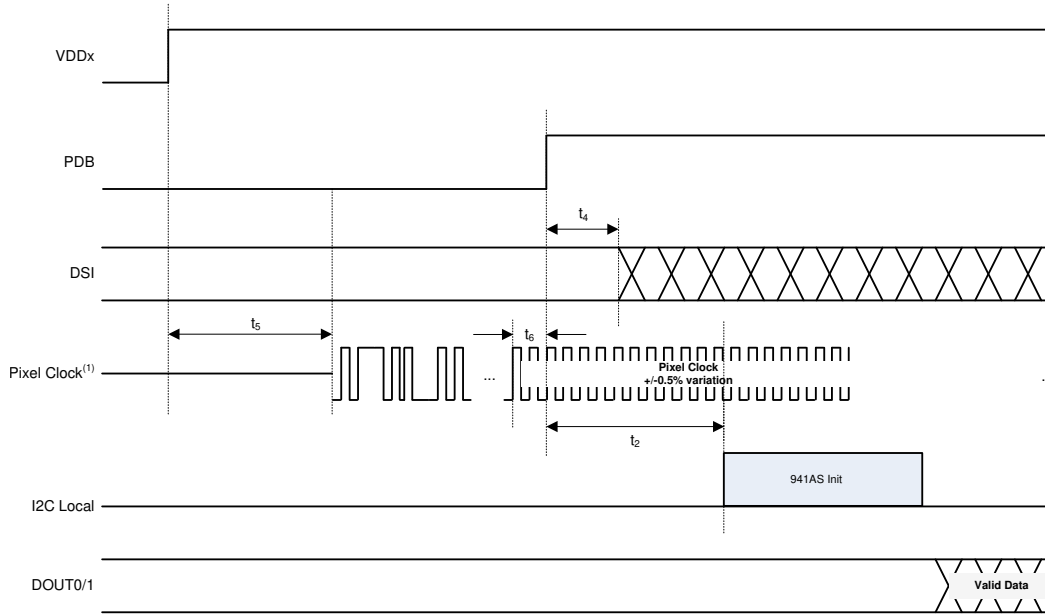 VDDx
PDB
t4
DSI
t5
t6
Pixel Clock(1)
...
Pixel Clock
+/-0.5% variation
t2
941AS Init
I2C Local
DOUT0/1
Valid Data